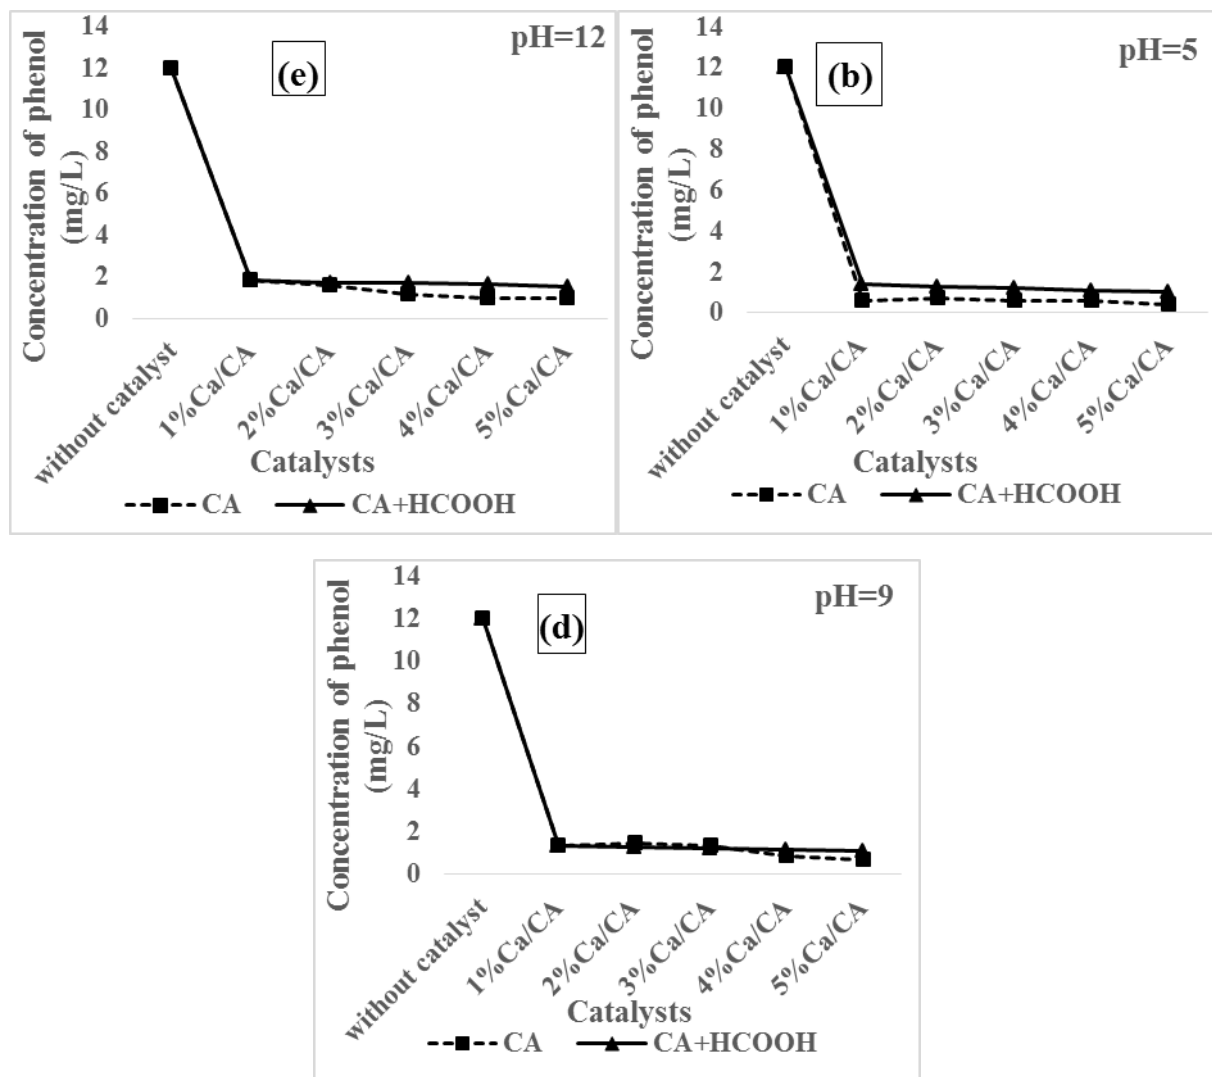 pH=12
(e)
Concentration of phenol
(mg/L)
14
12
10
8
6
4
2
0
without catalyst
1%Ca/CA
2%Ca/CA
3%Ca/CA
4%Ca/CA
5%Ca/CA
Catalysts
CA
CA+HCOOH
pH=5
(b)
Concentration of phenol
(mg/L)
14
12
10
8
6
4
2
0
without catalyst
1%Ca/CA
2%Ca/CA
3%Ca/CA
4%Ca/CA
5%Ca/CA
Catalysts
CA
CA+HCOOH
pH=9
(d)
Concentration of phenol
(mg/L)
14
12
10
8
6
4
2
0
without catalyst
1%Ca/CA
2%Ca/CA
3%Ca/CA
4%Ca/CA
5%Ca/CA
Catalysts
CA
CA+HCOOH